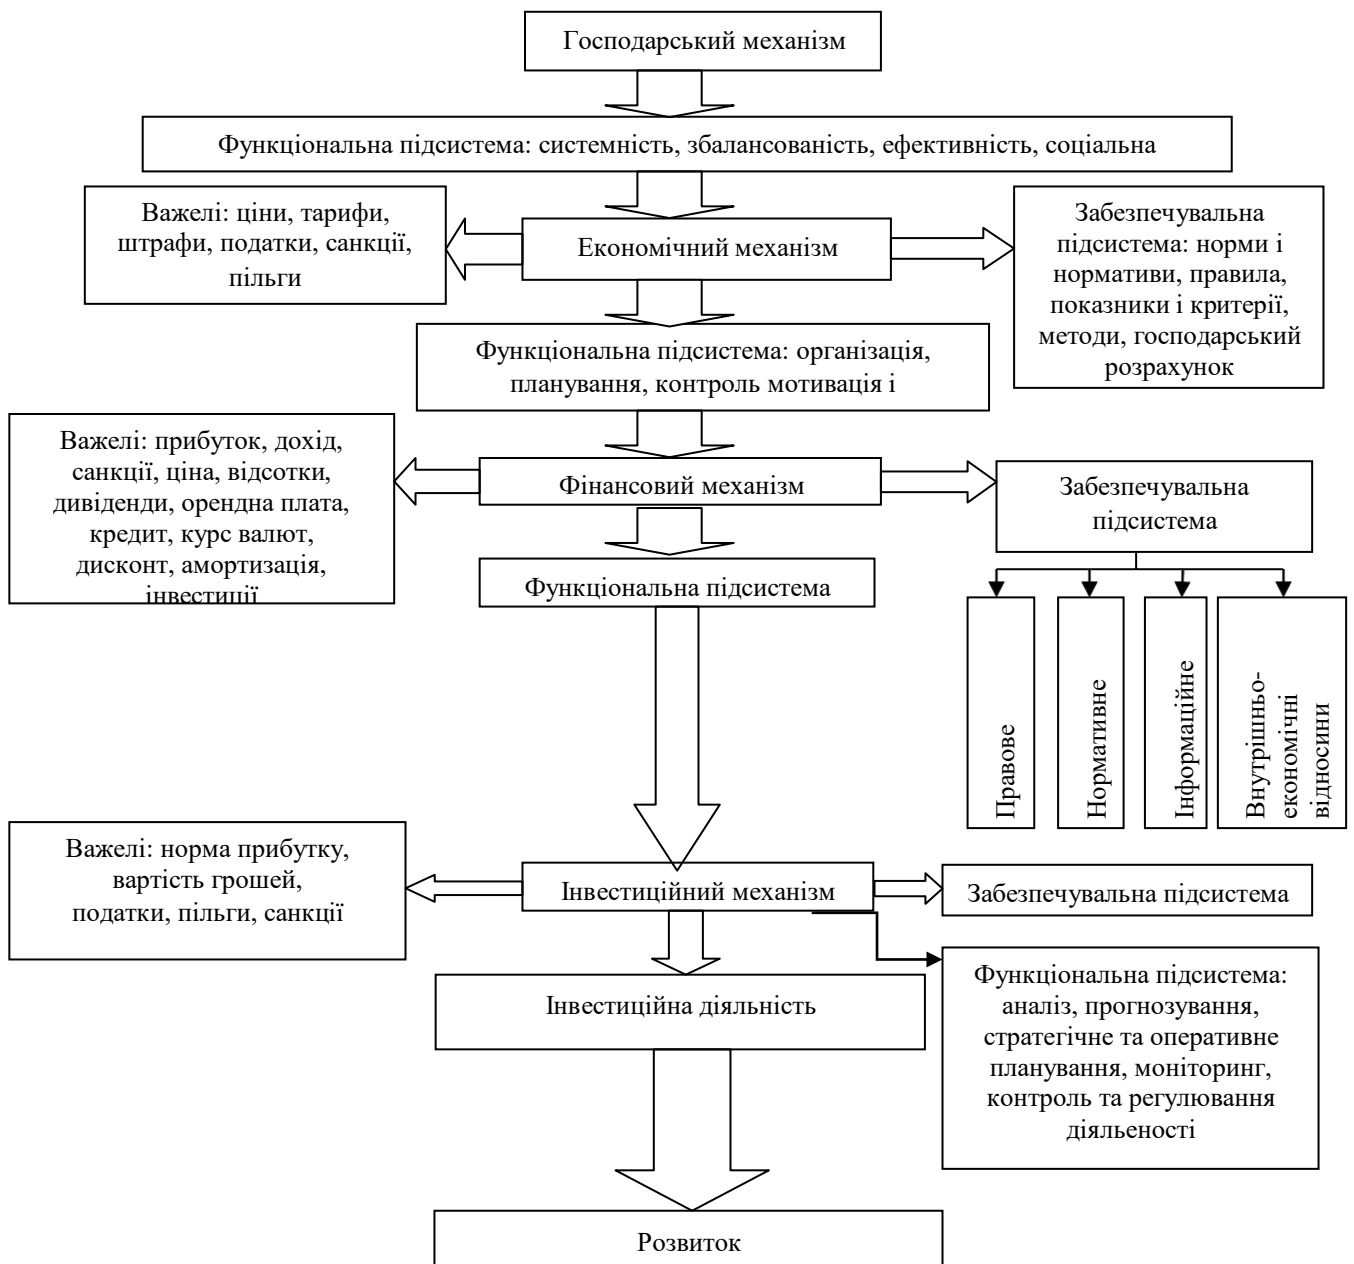 Господарський механізм
Функціональна підсистема: системність, збалансованість, ефективність, соціальна
Важелі: ціни, тарифи,
штрафи, податки, санкції,
пільги
Економічний механізм
Забезпечувальна
підсистема: норми і
нормативи, правила,
показники і критерії,
методи, господарський
розрахунок
Функціональна підсистема: організація,
планування, контроль мотивація і
Важелі: прибуток, дохід,
санкції, ціна, відсотки,
дивіденди, орендна плата,
кредит, курс валют,
дисконт, амортизація,
інвестиції
Фінансовий механізм
Забезпечувальна
підсистема
Функціональна підсистема
Правове
Нормативне
Інформаційне
Внутрішньо-
економічні
відносини
Важелі: норма прибутку,
вартість грошей,
податки, пільги, санкції
Інвестиційний механізм
Забезпечувальна підсистема
Функціональна підсистема:
аналіз, прогнозування,
стратегічне та оперативне
планування, моніторинг,
контроль та регулювання
діяльеності
Інвестиційна діяльність
Розвиток